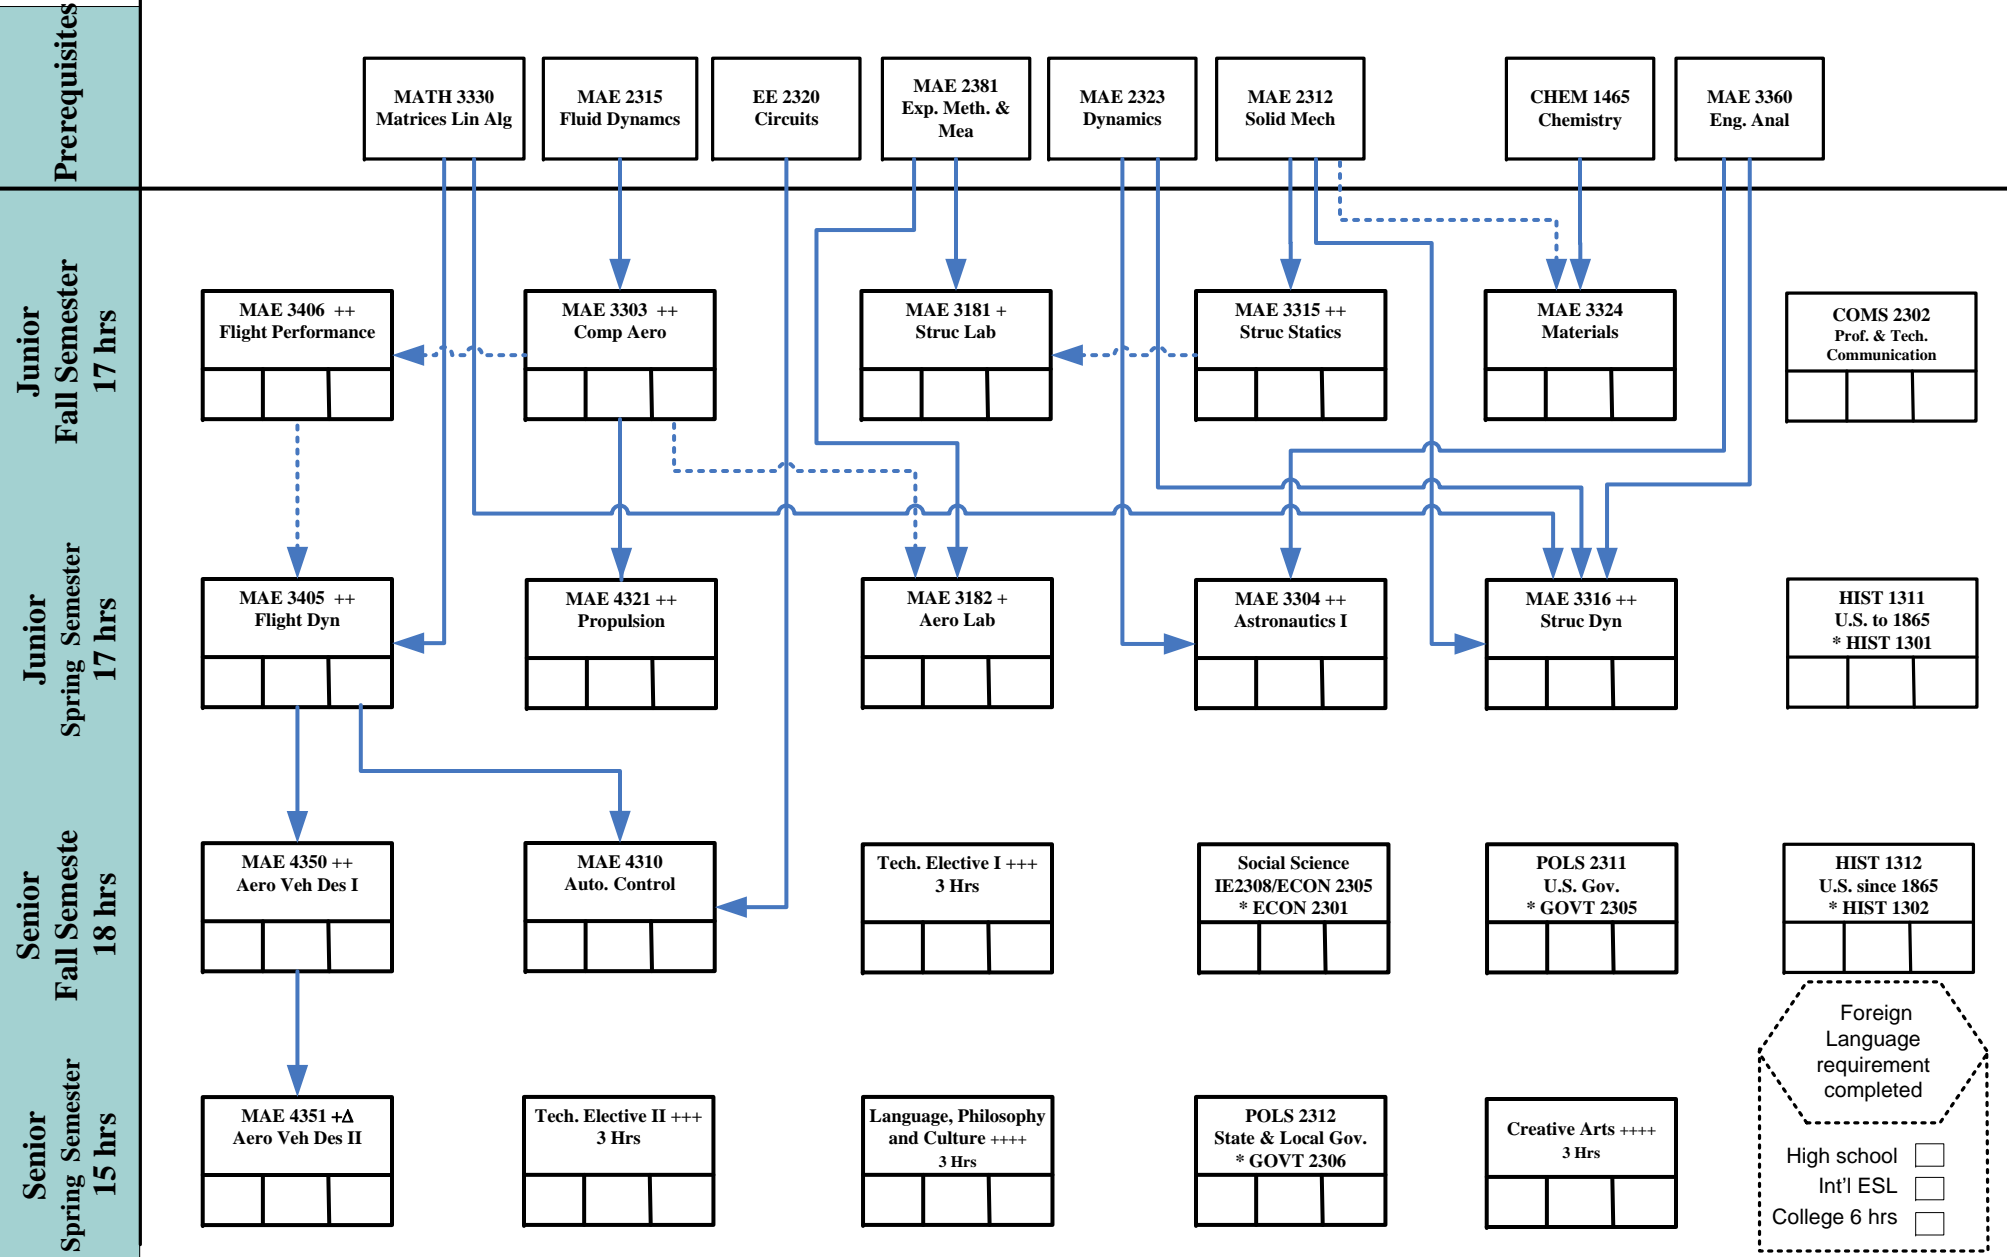 Prerequisites
MATH 3330
Matrices Lin Alg
MAE 2315
Fluid Dynamcs
EE 2320
Circuits
MAE 2381
Exp. Meth. &
Mea
MAE 2323
Dynamics
MAE 2312
Solid Mech
CHEM 1465
Chemistry
MAE 3360
Eng. Anal
Junior
Fall Semester
17 hrs
MAE 3406 ++
Flight Performance
MAE 3303 ++
Comp Aero
MAE 3181 +
Struc Lab
MAE 3315 ++
Struc Statics
MAE 3324
Materials
COMS 2302
Prof. & Tech.
Communication
Junior
Spring Semester
17 hrs
MAE 3405 ++
Flight Dyn
MAE 4321 ++
Propulsion
MAE 3182 +
Aero Lab
MAE 3304 ++
Astronautics I
MAE 3316 ++
Struc Dyn
HIST 1311
U.S. to 1865
* HIST 1301
Senior
Fall Semeste
18 hrs
MAE 4350 ++
Aero Veh Des I
MAE 4310
Auto. Control
Tech. Elective I +++
3 Hrs
Social Science
IE2308/ECON 2305
* ECON 2301
POLS 2311
U.S. Gov.
* GOVT 2305
HIST 1312
U.S. since 1865
* HIST 1302
Senior
Spring Semester
15 hrs
MAE 4351 +Δ
Aero Veh Des II
Tech. Elective II +++
3 Hrs
Language, Philosophy
and Culture ++++
3 Hrs
POLS 2312
State & Local Gov.
* GOVT 2306
Creative Arts ++++
3 Hrs
Foreign
Language
requirement
completed
High school
Int'l ESL
College 6 hrs